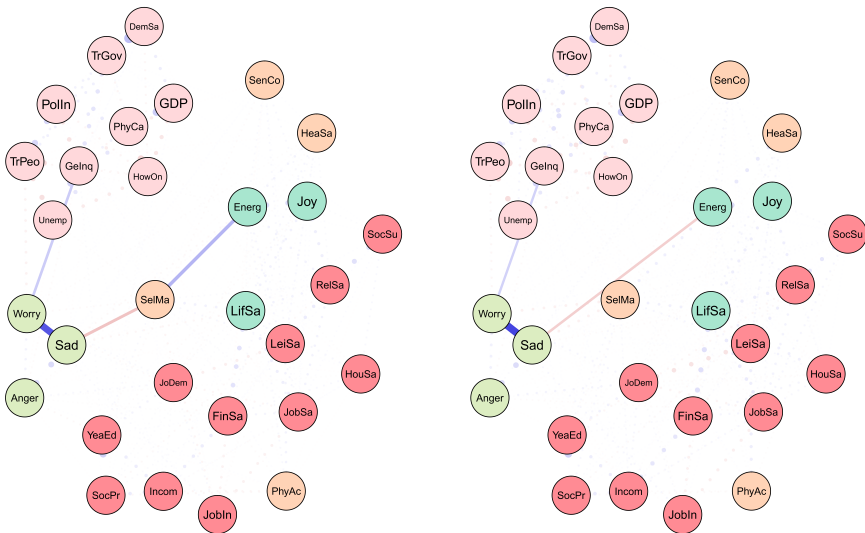 DemSa
TrGov
SenCo
PolIn
GDP
PhyCa
HeaSa
TrPeo
GeInq
HowOn
Joy
Energ
Unemp
SocSu
RelSa
SelMa
LifSa
Worry
Sad
LeiSa
HouSa
JoDem
Anger
JobSa
FinSa
YeaEd
PhyAc
Incom
SocPr
JobIn
DemSa
TrGov
SenCo
PolIn
GDP
PhyCa
HeaSa
TrPeo
GeInq
HowOn
Joy
Energ
Unemp
SocSu
RelSa
SelMa
LifSa
Worry
Sad
LeiSa
HouSa
JoDem
Anger
JobSa
FinSa
YeaEd
PhyAc
Incom
SocPr
JobIn